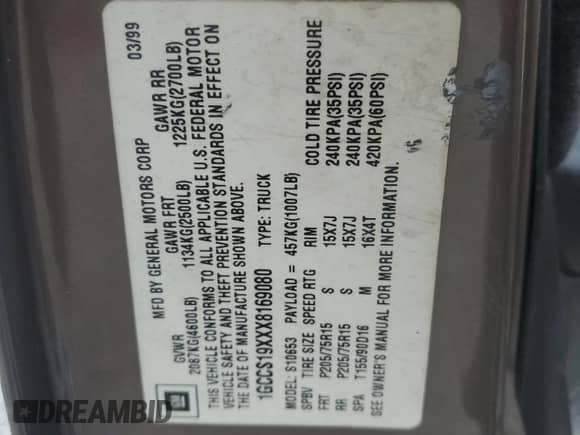 GM
MFD BY GENERAL MOTORS CORP 03/99
GVWR GAWR FRT GAWR RR
2087KG(4600LB) 1134KG(2500LB) 1225KG(2700LB)
THIS VEHICLE CONFORMS TO ALL APPLICABLE U.S. FEDERAL MOTOR
VEHICLE SAFETY AND THEFT PREVENTION STANDARDS IN EFFECT ON
THE DATE OF MANUFACTURE SHOWN ABOVE.
1GCCS19XXX8169080 TYPE: TRUCK
MODEL: S10653 PAYLOAD = 457KG(1007LB)
SPBV TIRE SIZE SPEED RTG RIM COLD TIRE PRESSURE
FRT P205/75R15 S 15X7J 240KPA(35PSI)
RR P205/75R15 S 15X7J 240KPA(35PSI)
SPA T155/90D16 M 16X4T 420KPA(60PSI)
SEE OWNER'S MANUAL FOR MORE INFORMATION.
DREAMBID